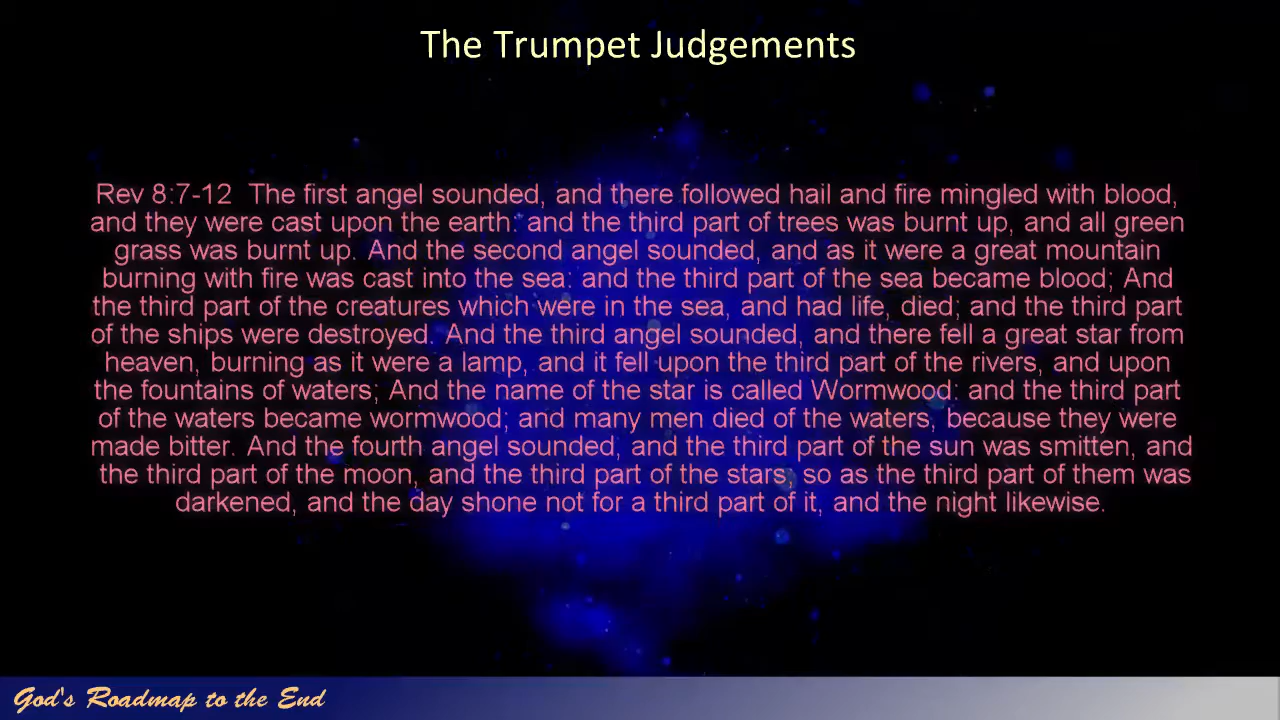 The Trumpet Judgements
Rev 8:7-12  The first angel sounded, and there followed hail and fire mingled with blood,
and they were cast upon the earth: and the third part of trees was burnt up, and all green
grass was burnt up. And the second angel sounded, and as it were a great mountain
burning with fire was cast into the sea: and the third part of the sea became blood; And
the third part of the creatures which were in the sea, and had life, died; and the third part
of the ships were destroyed. And the third angel sounded, and there fell a great star from
heaven, burning as it were a lamp, and it fell upon the third part of the rivers, and upon
the fountains of waters; And the name of the star is called Wormwood: and the third part
of the waters became wormwood; and many men died of the waters, because they were
made bitter. And the fourth angel sounded, and the third part of the sun was smitten, and
the third part of the moon, and the third part of the stars; so as the third part of them was
darkened, and the day shone not for a third part of it, and the night likewise.
God's Roadmap to the End